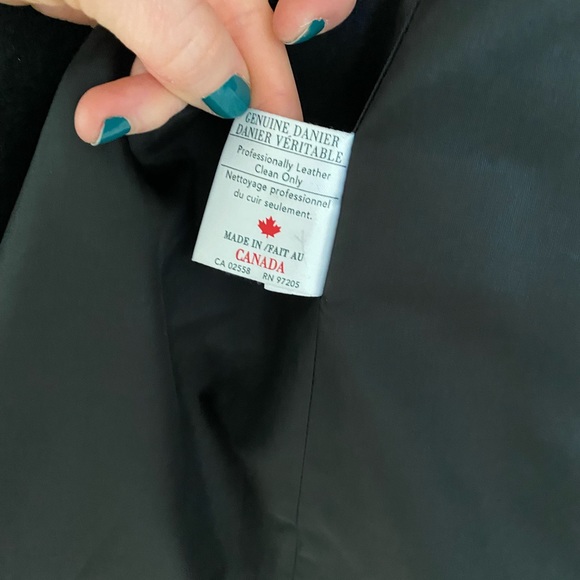 GENUINE DANIER
DANIER VÉRITABLE
Professionally Leather
Clean Only
Nettoyage professionnel
du cuir seulement.
MADE IN /FAIT AU
CANADA
CA 02558 RN 97205